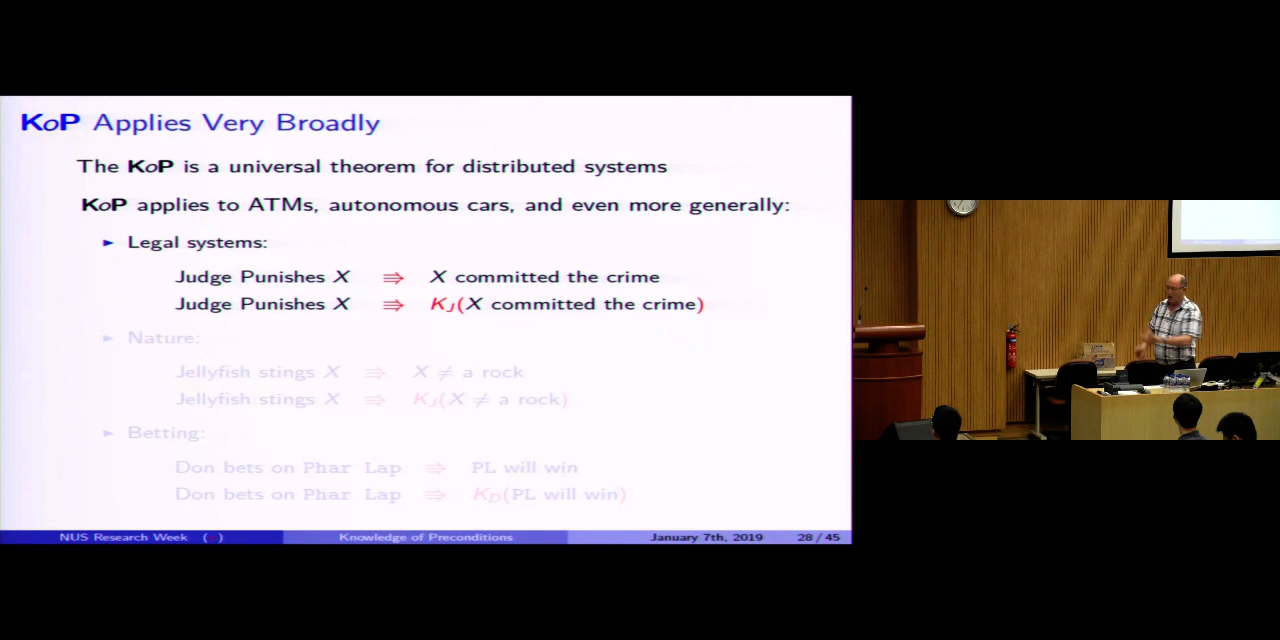 KoP Applies Very Broadly
The KoP is a universal theorem for distributed systems
KoP applies to ATMs, autonomous cars, and even more generally:
► Legal systems:
Judge Punishes X ⇒ X committed the crime
Judge Punishes X ⇒ K_J(X committed the crime)
► Nature:
Jellyfish stings X ⇒ X ≠ a rock
Jellyfish stings X ⇒ K_J(X ≠ a rock)
► Betting:
Don bets on Phar Lap ⇒ PL will win
Don bets on Phar Lap ⇒ K_D(PL will win)
NUS Research Week ( ) Knowledge of Preconditions January 7th, 2019 28 / 45